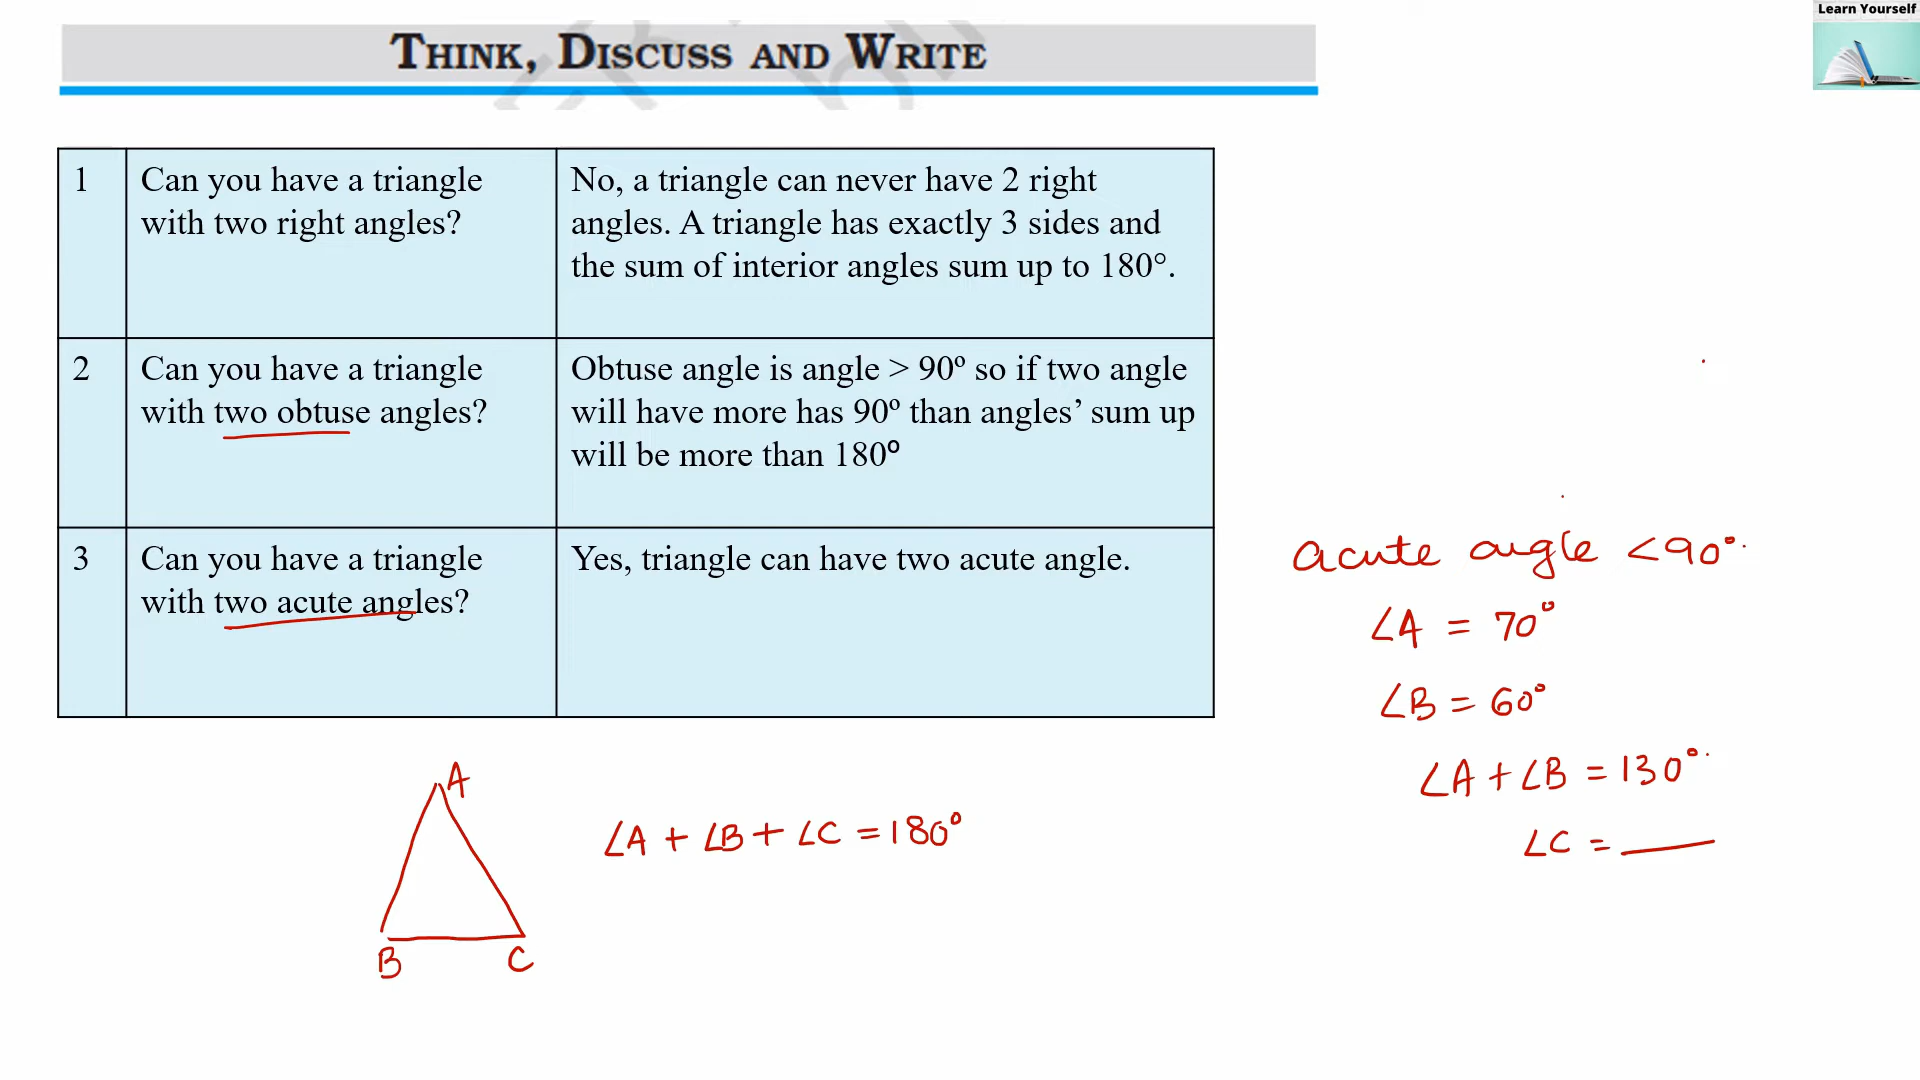 THINK, DISCUSS AND WRITE
Learn Yourself
1
Can you have a triangle
with two right angles?
No, a triangle can never have 2 right
angles. A triangle has exactly 3 sides and
the sum of interior angles sum up to 180°.
2
Can you have a triangle
with two obtuse angles?
Obtuse angle is angle > 90º so if two angle
will have more has 90º than angles’ sum up
will be more than 180º
3
Can you have a triangle
with two acute angles?
Yes, triangle can have two acute angle.
acute angle <90°.
∠A = 70°
∠B = 60°
∠A + ∠B = 130°.
∠C = ____
A
B
C
∠A + ∠B + ∠C = 180°